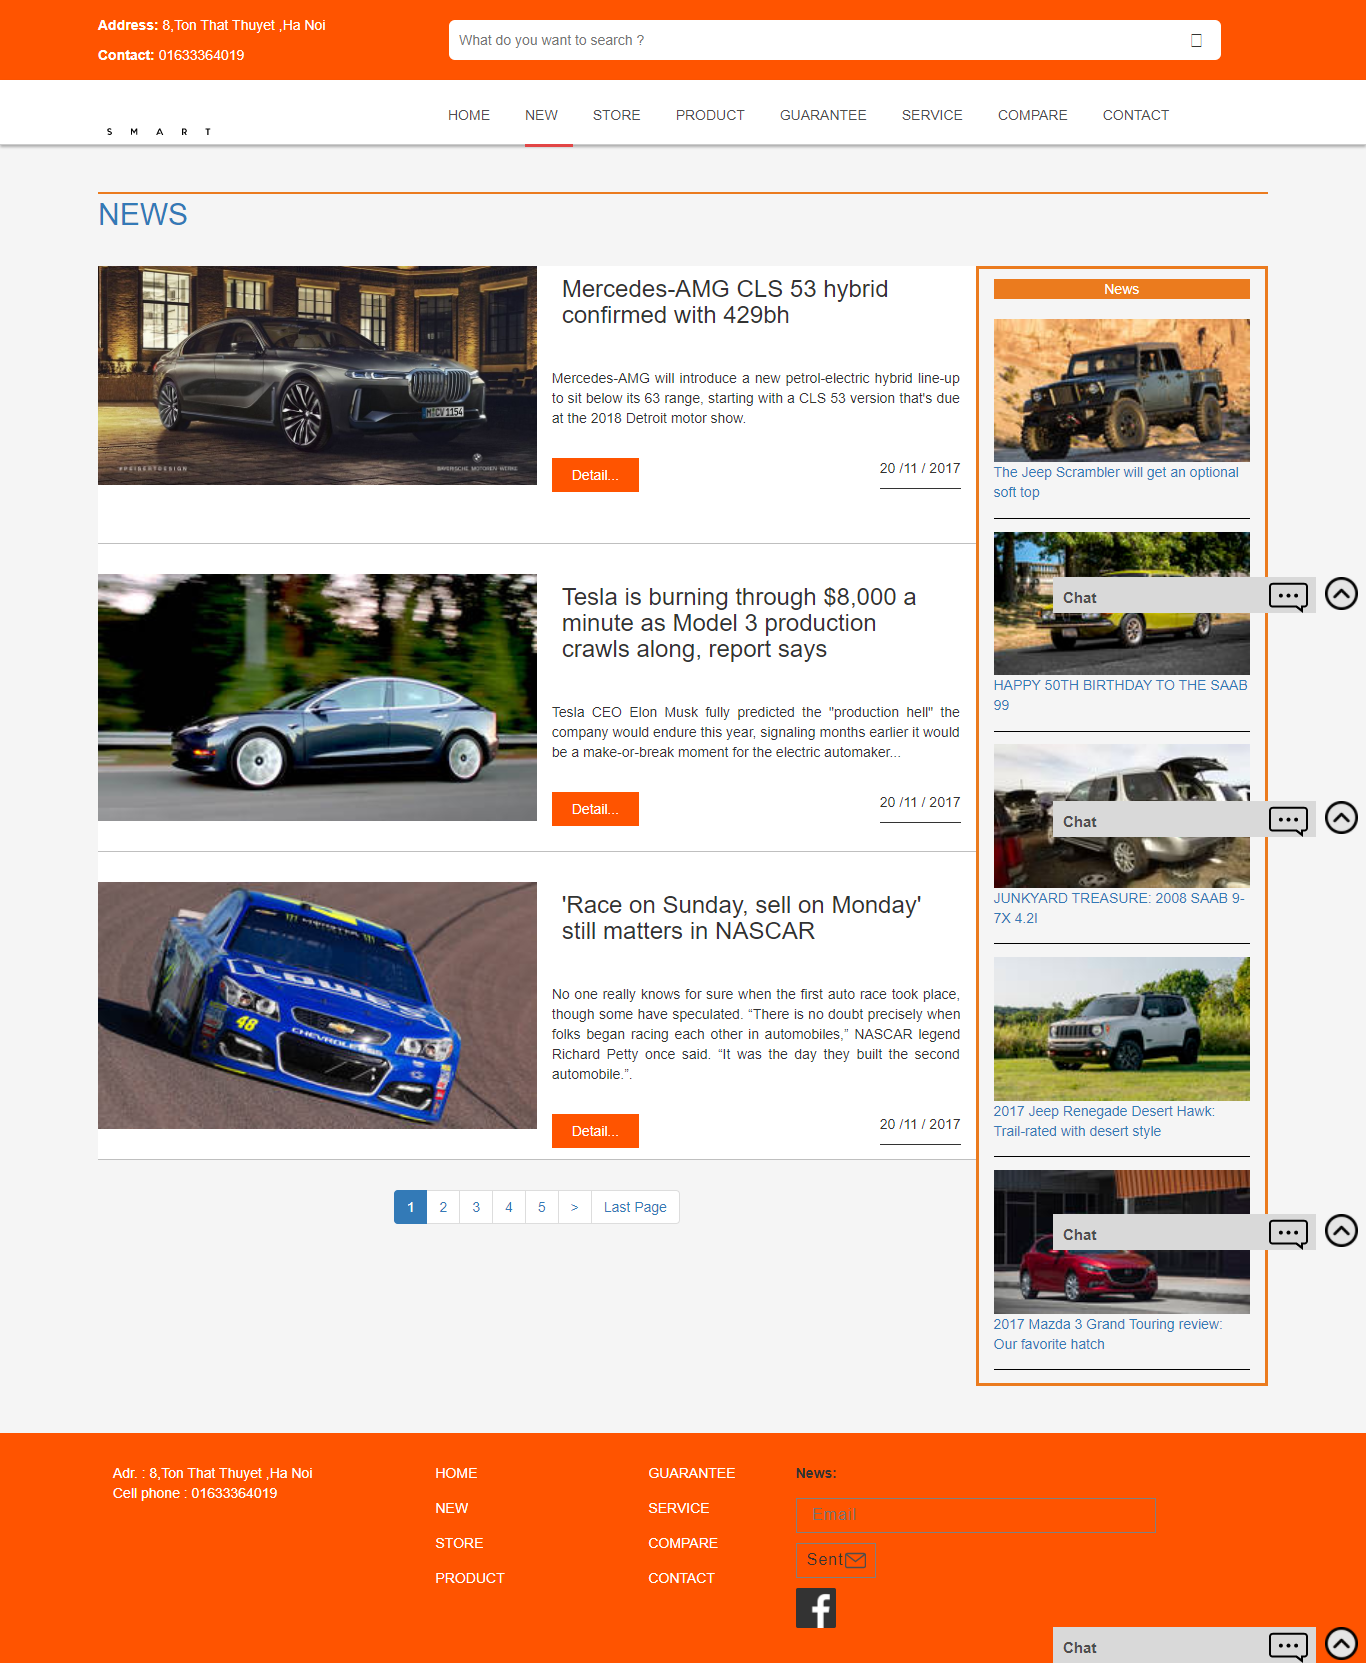 Address: 8,Ton That Thuyet ,Ha Noi
Contact: 01633364019
What do you want to search ?
S M A R T
HOME NEW STORE PRODUCT GUARANTEE SERVICE COMPARE CONTACT
NEWS
Mercedes-AMG CLS 53 hybrid
confirmed with 429bh
Mercedes-AMG will introduce a new petrol-electric hybrid line-up
to sit below its 63 range, starting with a CLS 53 version that's due
at the 2018 Detroit motor show.
Detail...
20 /11 / 2017
M CV 1154
BAYERISCHE MOTOREN WERKE
Tesla is burning through $8,000 a
minute as Model 3 production
crawls along, report says
Tesla CEO Elon Musk fully predicted the "production hell" the
company would endure this year, signaling months earlier it would
be a make-or-break moment for the electric automaker...
Detail...
20 /11 / 2017
LOWE'S
48
CHEVROLET
'Race on Sunday, sell on Monday'
still matters in NASCAR
No one really knows for sure when the first auto race took place,
though some have speculated. “There is no doubt precisely when
folks began racing each other in automobiles,” NASCAR legend
Richard Petty once said. “It was the day they built the second
automobile.”.
Detail...
20 /11 / 2017
1 2 3 4 5 > Last Page
News
The Jeep Scrambler will get an optional
soft top
Chat
HAPPY 50TH BIRTHDAY TO THE SAAB
99
Chat
JUNKYARD TREASURE: 2008 SAAB 9-
7X 4.2I
2017 Jeep Renegade Desert Hawk:
Trail-rated with desert style
Chat
2017 Mazda 3 Grand Touring review:
Our favorite hatch
Adr. : 8,Ton That Thuyet ,Ha Noi
Cell phone : 01633364019
HOME
NEW
STORE
PRODUCT
GUARANTEE
SERVICE
COMPARE
CONTACT
News:
Email
Sent
Chat